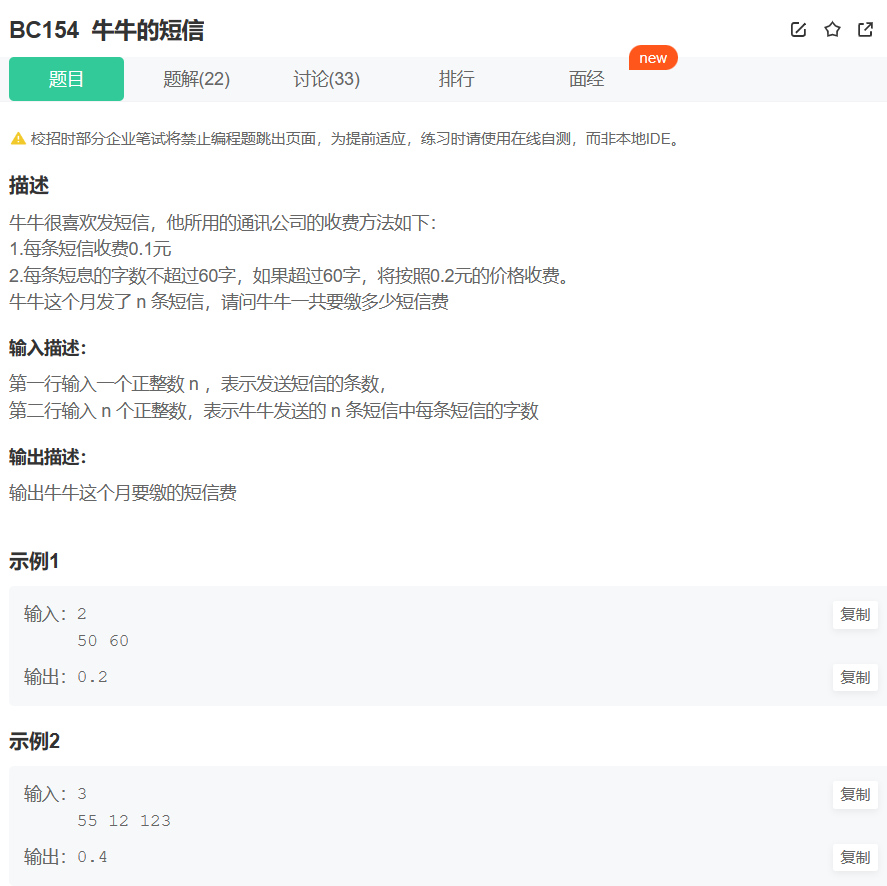 BC154 牛牛的短信
题目 题解(22) 讨论(33) 排行 面经 new
校招时部分企业笔试将禁止编程题跳出页面，为提前适应，练习时请使用在线自测，而非本地IDE。
描述
牛牛很喜欢发短信，他所用的通讯公司的收费方法如下：
1.每条短信收费0.1元
2.每条短息的字数不超过60字，如果超过60字，将按照0.2元的价格收费。
牛牛这个月发了 n 条短信，请问牛牛一共要缴多少短信费
输入描述：
第一行输入一个正整数 n ，表示发送短信的条数，
第二行输入 n 个正整数，表示牛牛发送的 n 条短信中每条短信的字数
输出描述：
输出牛牛这个月要缴的短信费
示例1
输入：2 复制
50 60
输出：0.2 复制
示例2
输入：3 复制
55 12 123
输出：0.4 复制